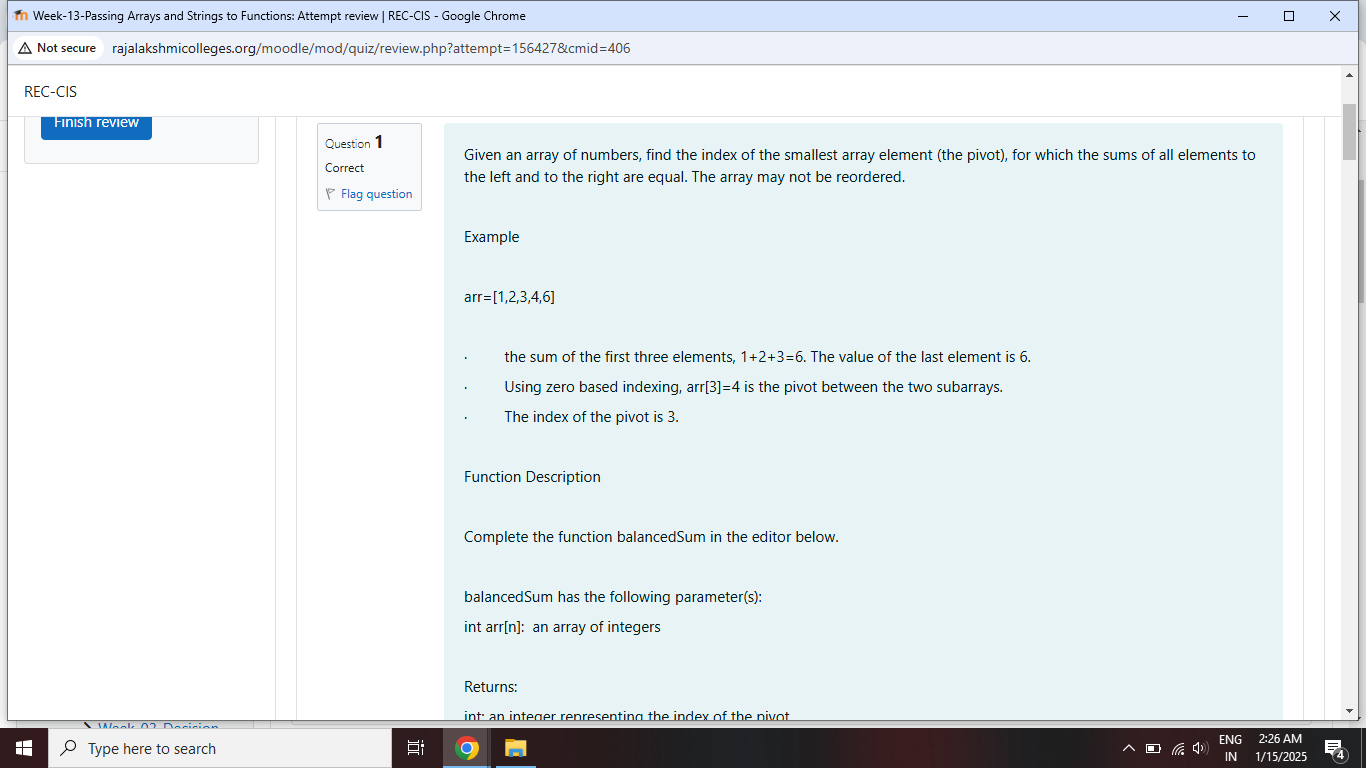 Week-13-Passing Arrays and Strings to Functions: Attempt review | REC-CIS - Google Chrome
Not secure rajalakshmicolleges.org/moodle/mod/quiz/review.php?attempt=156427&cmid=406
REC-CIS
Finish review
Question 1
Correct
Flag question
Given an array of numbers, find the index of the smallest array element (the pivot), for which the sums of all elements to
the left and to the right are equal. The array may not be reordered.
Example
arr=[1,2,3,4,6]
· the sum of the first three elements, 1+2+3=6. The value of the last element is 6.
· Using zero based indexing, arr[3]=4 is the pivot between the two subarrays.
· The index of the pivot is 3.
Function Description
Complete the function balancedSum in the editor below.
balancedSum has the following parameter(s):
int arr[n]: an array of integers
Returns:
int: an integer representing the index of the pivot
Week-02-Decision
Type here to search
ENG
IN
2:26 AM
1/15/2025
4